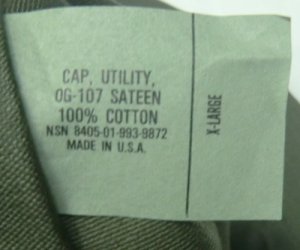 CAP, UTILITY,
OG-107 SATEEN
100% COTTON
NSN 8405-01-993-9872
MADE IN U.S.A.
X-LARGE